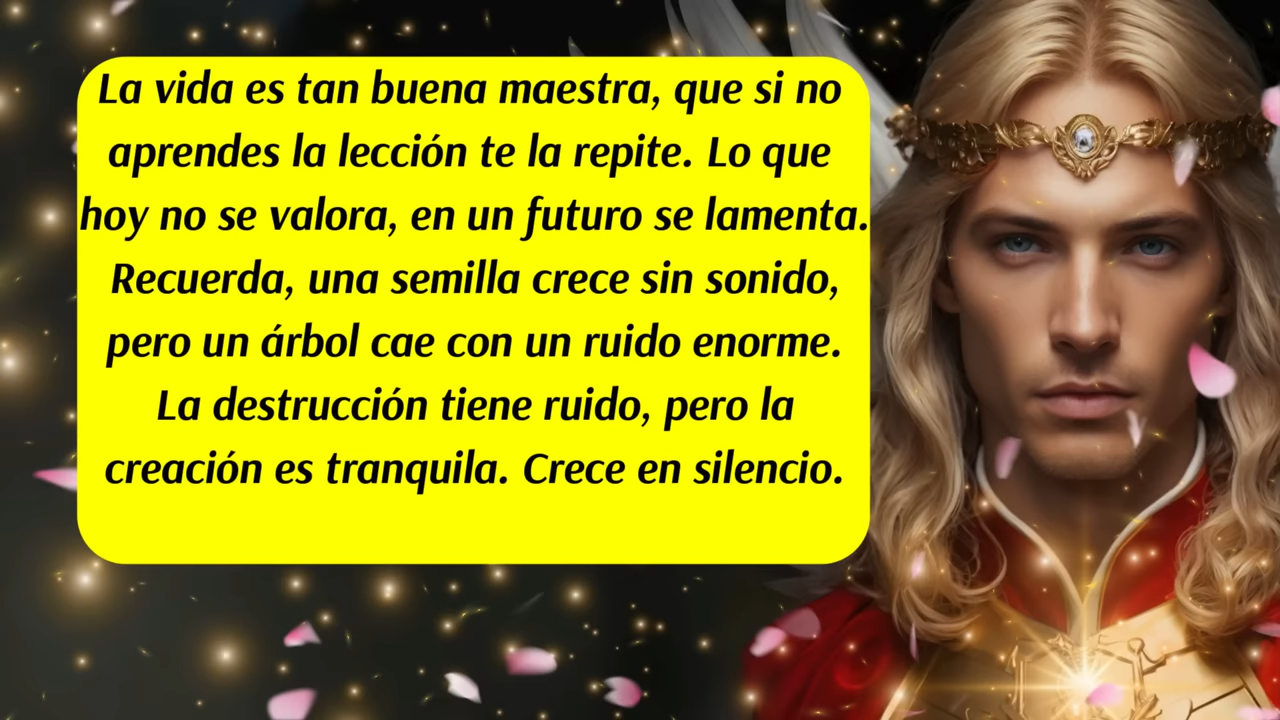 La vida es tan buena maestra, que si no
aprendes la lección te la repite. Lo que
hoy no se valora, en un futuro se lamenta.
Recuerda, una semilla crece sin sonido,
pero un árbol cae con un ruido enorme.
La destrucción tiene ruido, pero la
creación es tranquila. Crece en silencio.